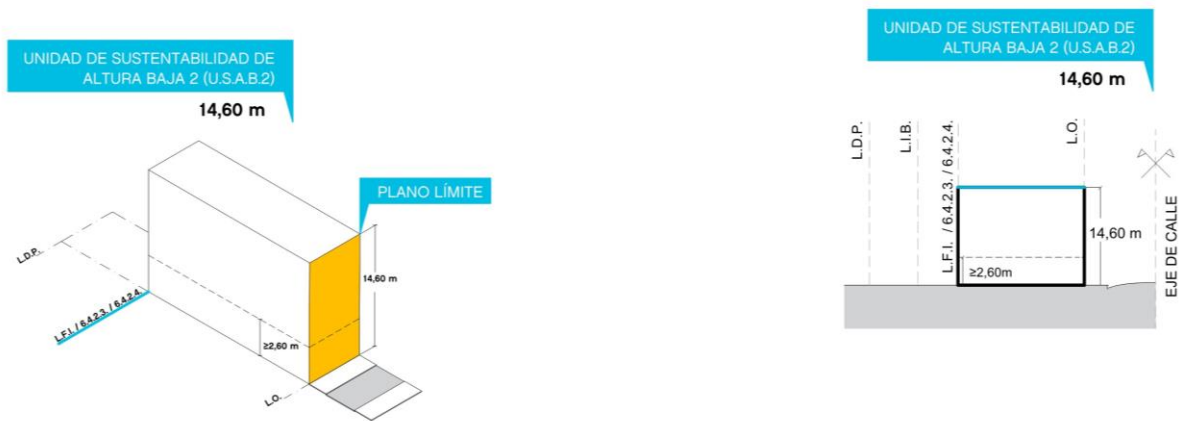 UNIDAD DE SUSTENTABILIDAD DE
ALTURA BAJA 2 (U.S.A.B.2)
14,60 m
PLANO LÍMITE
14,60 m
≥2,60 m
L.D.P.
L.F.I. / 6.4.2.3. / 6.4.2.4.
L.O.
UNIDAD DE SUSTENTABILIDAD DE
ALTURA BAJA 2 (U.S.A.B.2)
14,60 m
L.D.P.
L.I.B.
L.F.I. / 6.4.2.3. / 6.4.2.4.
L.O.
14,60 m
≥2,60m
EJE DE CALLE